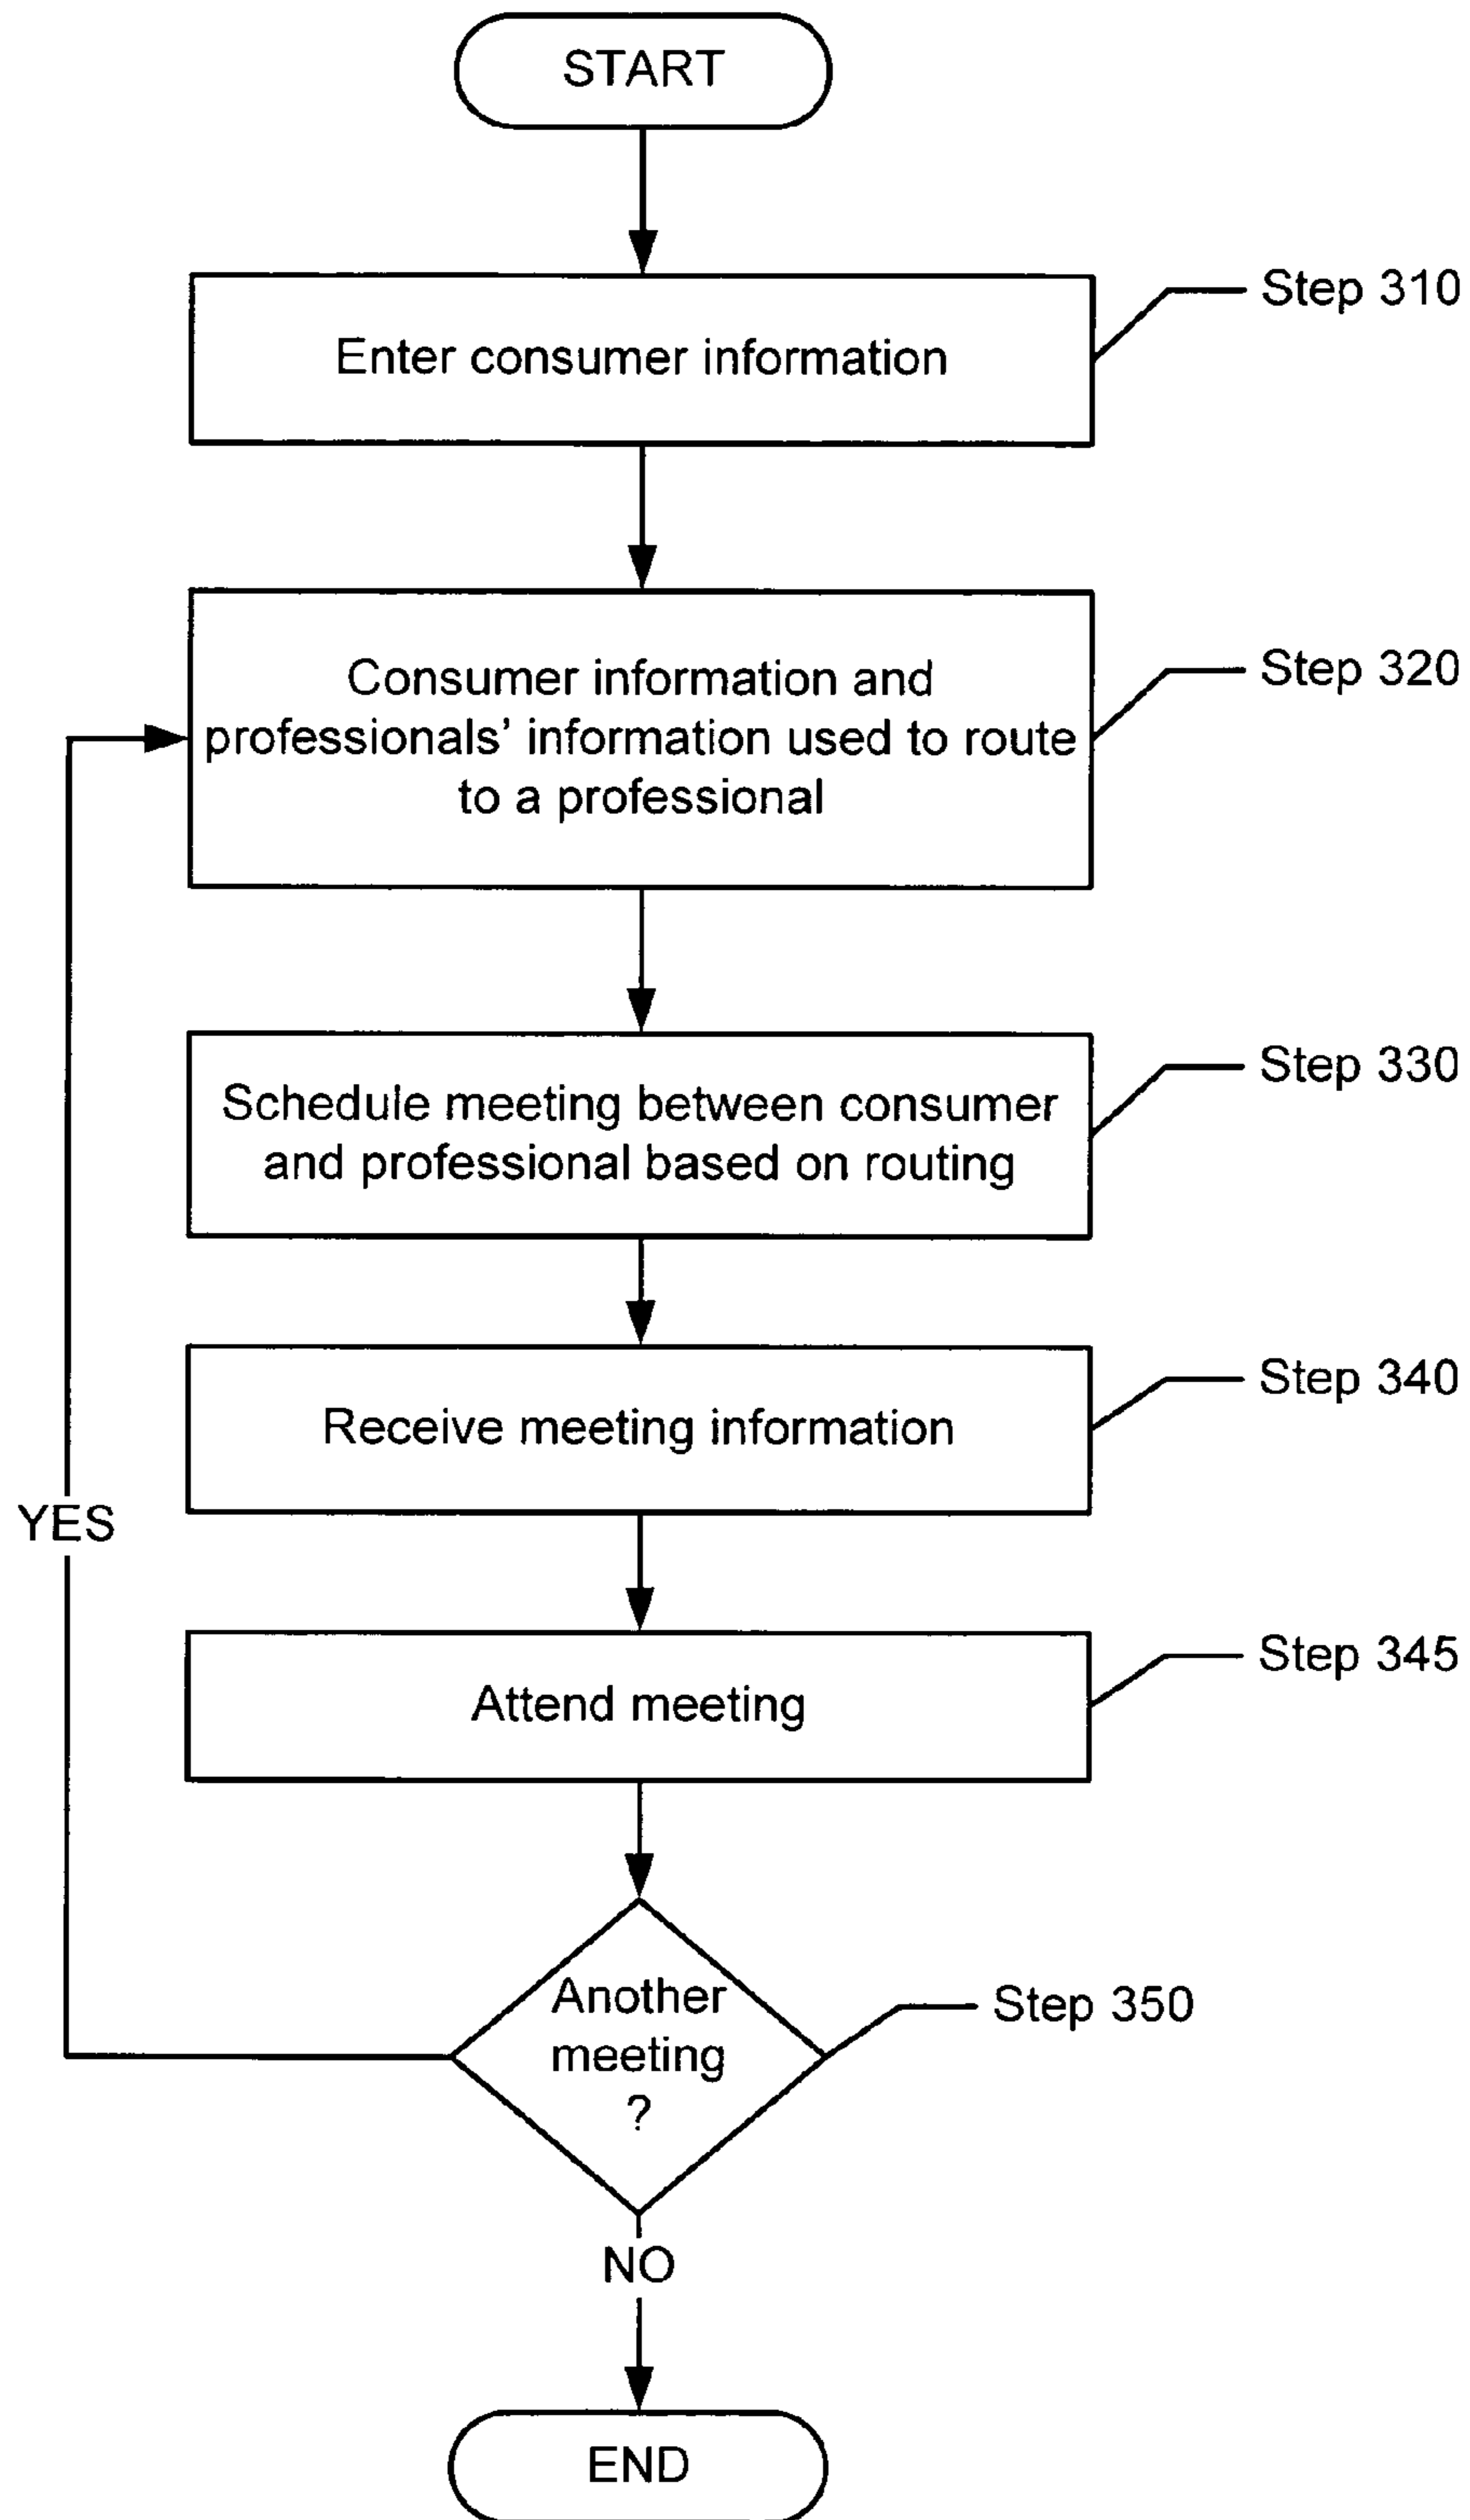 START
Enter consumer information
Step 310
Consumer information and
professionals’ information used to route
to a professional
Step 320
Schedule meeting between consumer
and professional based on routing
Step 330
Receive meeting information
Step 340
YES
Attend meeting
Step 345
Another
meeting
?
Step 350
NO
END